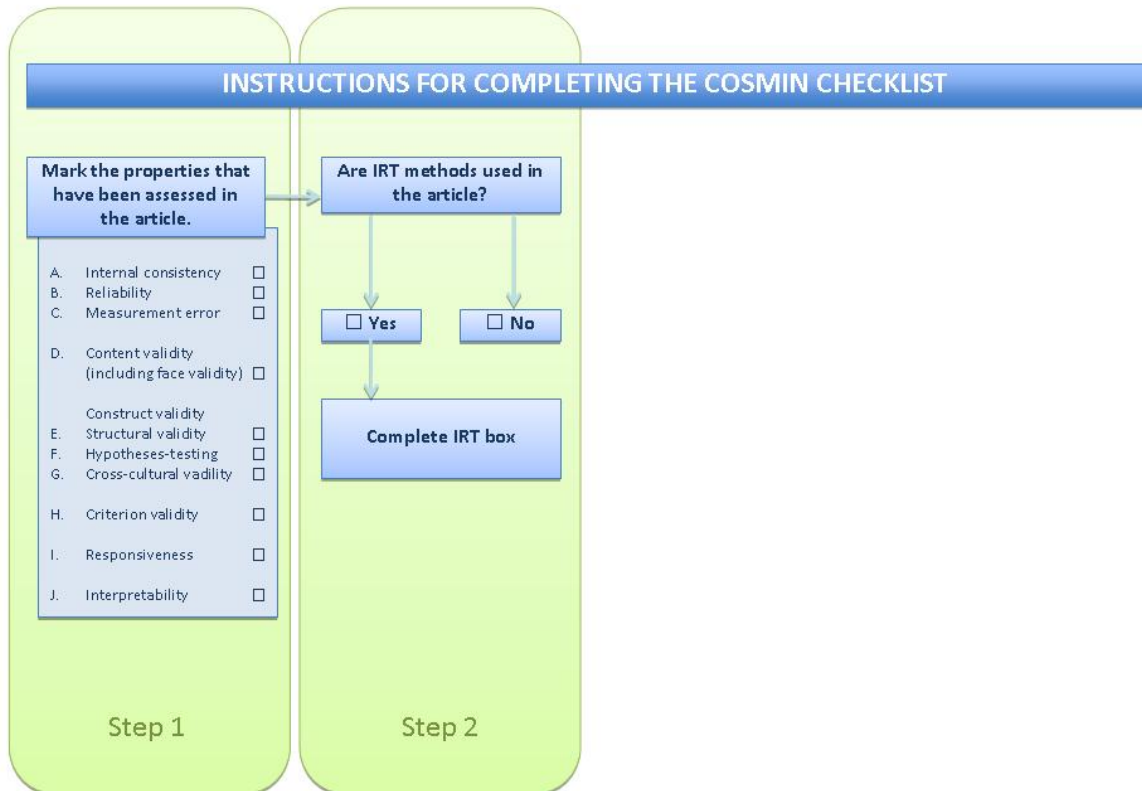 INSTRUCTIONS FOR COMPLETING THE COSMIN CHECKLIST
Mark the properties that
have been assessed in
the article.
A. Internal consistency ☐
B. Reliability ☐
C. Measurement error ☐
D. Content validity
(including face validity) ☐
Construct validity
E. Structural validity ☐
F. Hypotheses-testing ☐
G. Cross-cultural vadility ☐
H. Criterion validity ☐
I. Responsiveness ☐
J. Interpretability ☐
Step 1
Are IRT methods used in
the article?
☐ Yes
☐ No
Complete IRT box
Step 2